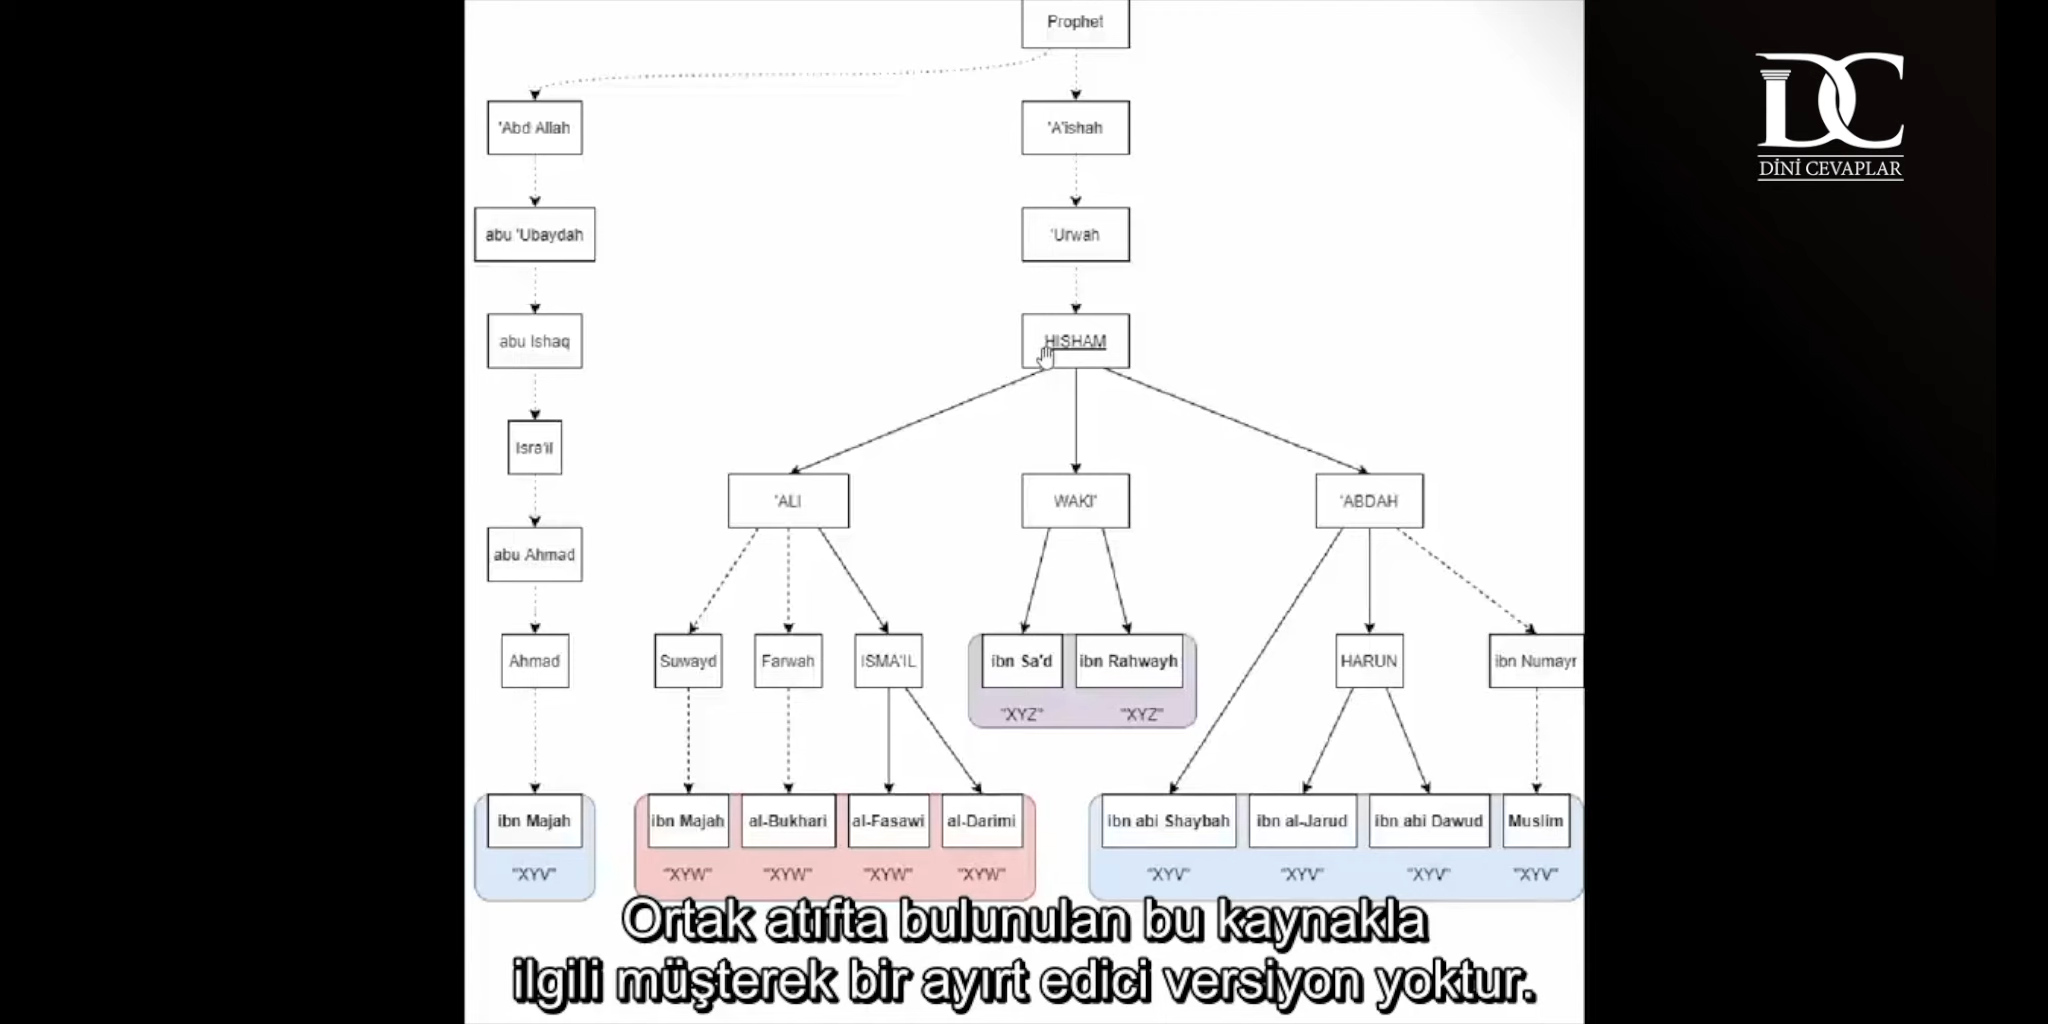 Prophet
DC
DİNİ CEVAPLAR
'Abd Allah
'A'ishah
abu 'Ubaydah
'Urwah
abu Ishaq
HISHAM
Isra'il
'ALI
WAKI'
'ABDAH
abu Ahmad
Ahmad
Suwayd
Farwah
ISMA'IL
ibn Sa'd
ibn Rahwayh
HARUN
ibn Numayr
"XYZ"
"XYZ"
ibn Majah
ibn Majah
al-Bukhari
al-Fasawi
al-Darimi
ibn abi Shaybah
ibn al-Jarud
ibn abi Dawud
Muslim
"XYV"
"XYW"
"XYW"
"XYW"
"XYW"
"XYV"
"XYV"
"XYV"
"XYV"
Ortak atıfta bulunulan bu kaynakla
ilgili müşterek bir ayırt edici versiyon yoktur.